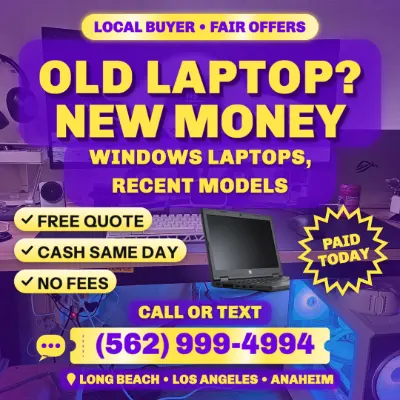 LOCAL BUYER • FAIR OFFERS
OLD LAPTOP?
NEW MONEY
WINDOWS LAPTOPS,
RECENT MODELS
FREE QUOTE
CASH SAME DAY
NO FEES
PAID
TODAY
CALL OR TEXT
(562) 999-4994
LONG BEACH • LOS ANGELES • ANAHEIM